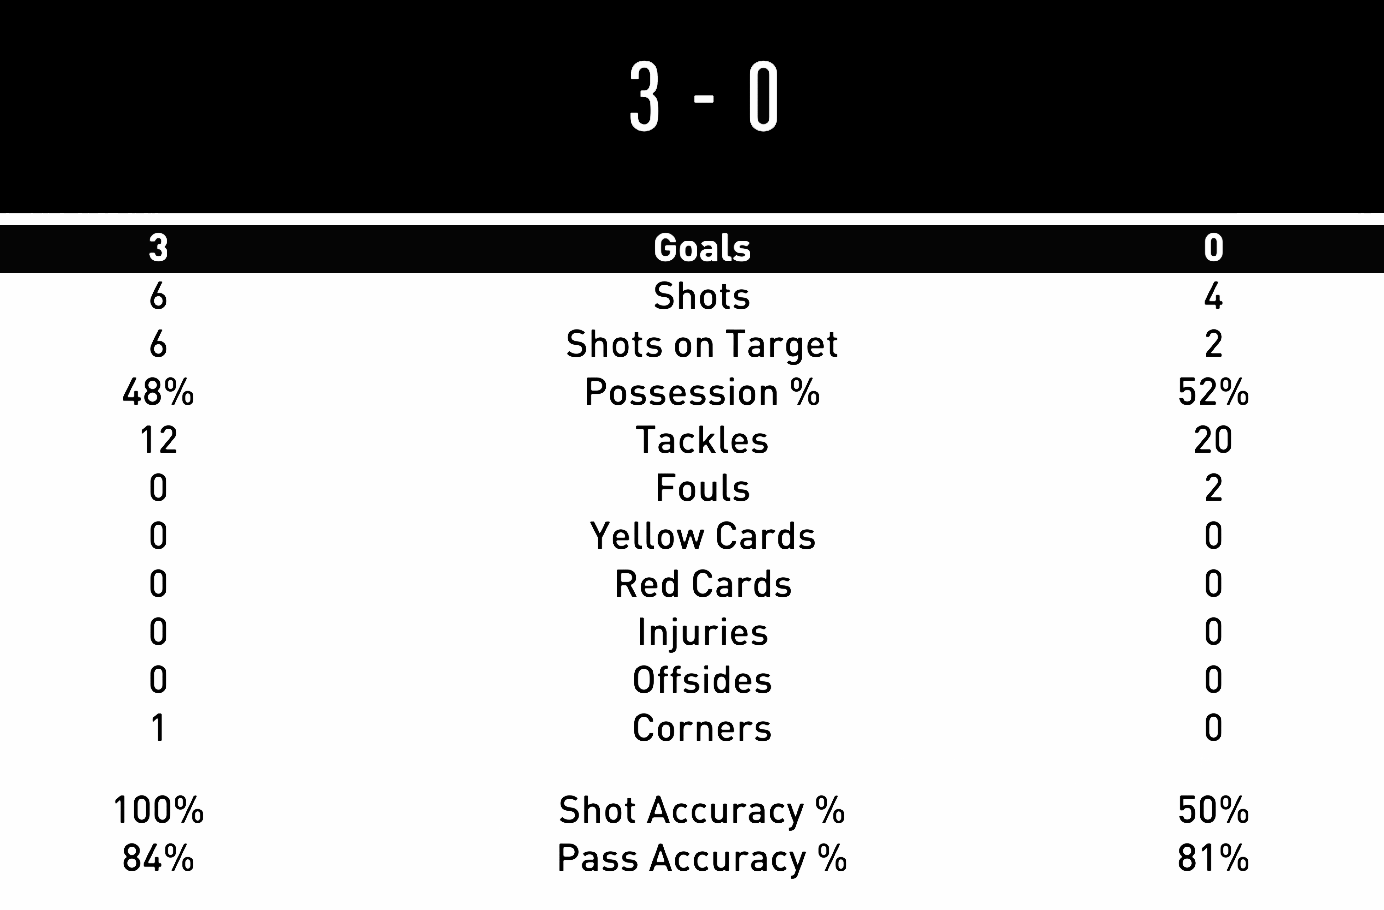 3 - 0
3 Goals 0
6 Shots 4
6 Shots on Target 2
48% Possession % 52%
12 Tackles 20
0 Fouls 2
0 Yellow Cards 0
0 Red Cards 0
0 Injuries 0
0 Offsides 0
1 Corners 0
100% Shot Accuracy % 50%
84% Pass Accuracy % 81%